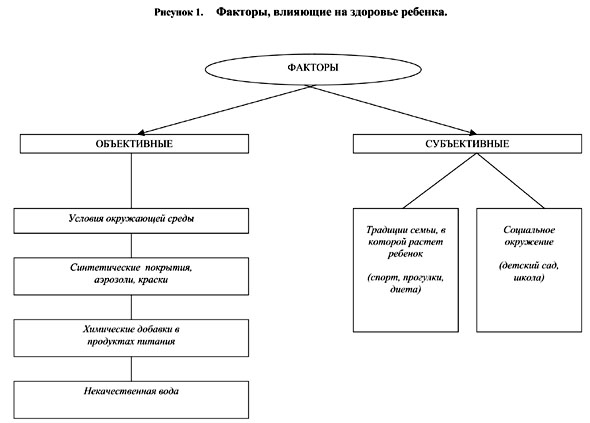 Рисунок 1. Факторы, влияющие на здоровье ребенка.
ФАКТОРЫ
ОБЪЕКТИВНЫЕ
СУБЪЕКТИВНЫЕ
Условия окружающей среды
Синтетические покрытия,
аэрозоли, краски
Химические добавки в
продуктах питания
Некачественная вода
Традиции семьи, в
которой растет
ребенок
(спорт, прогулки,
диета)
Социальное
окружение
(детский сад,
школа)